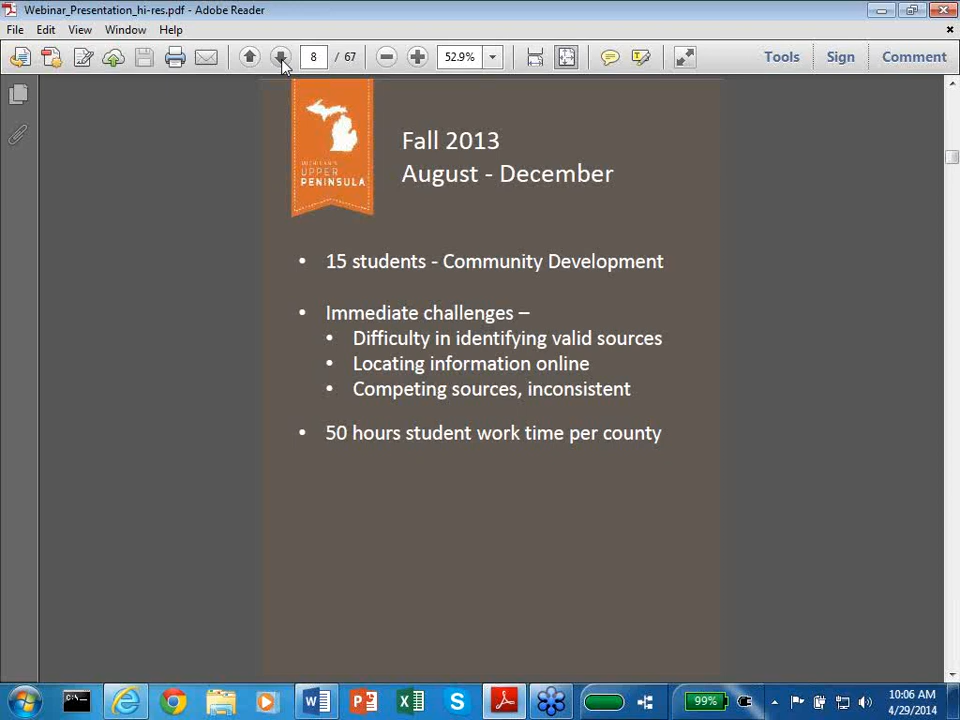 Webinar_Presentation_hi-res.pdf - Adobe Reader
File Edit View Window Help
8 / 67 52.9% Tools Sign Comment
MICHIGAN'S
UPPER
PENINSULA
Fall 2013
August - December
• 15 students - Community Development
• Immediate challenges –
• Difficulty in identifying valid sources
• Locating information online
• Competing sources, inconsistent
• 50 hours student work time per county
99%
10:06 AM
4/29/2014